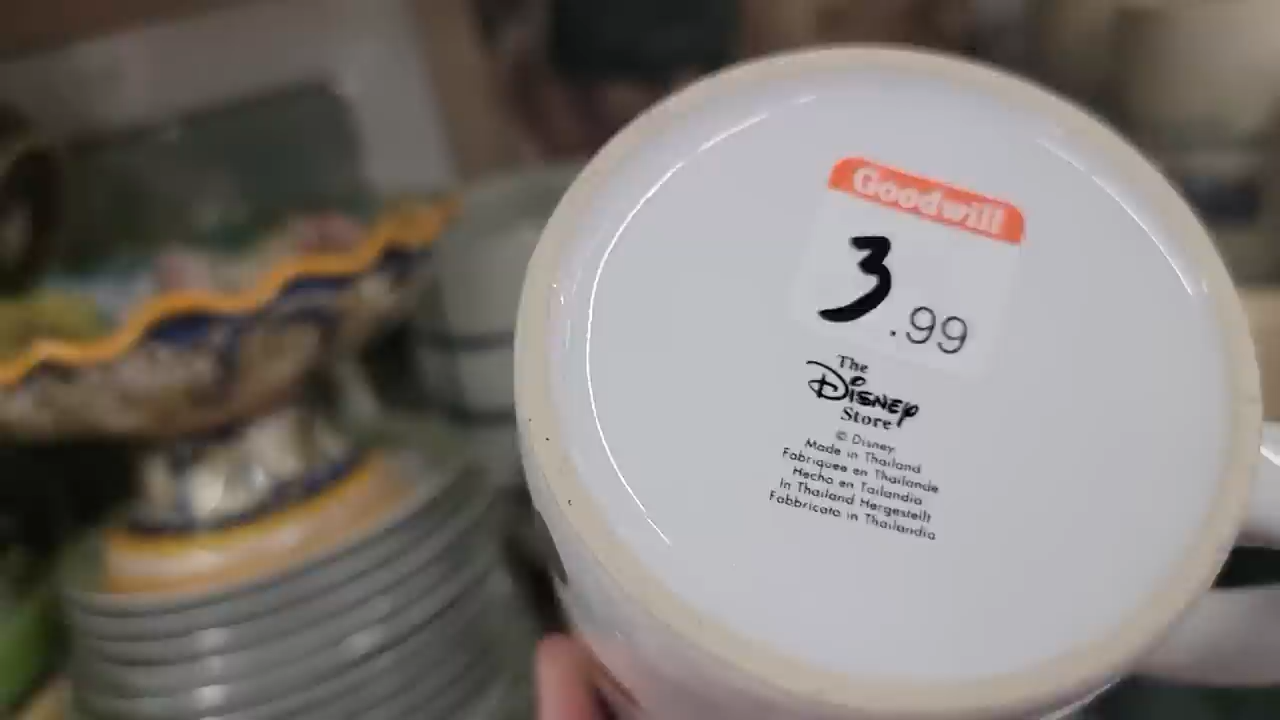 Goodwill
3.99
The
Disney
Store
© Disney
Made in Thailand
Fabriquee en Thailande
Hecho en Tailandia
In Thailand Hergestellt
Fabbricato in Thailandia